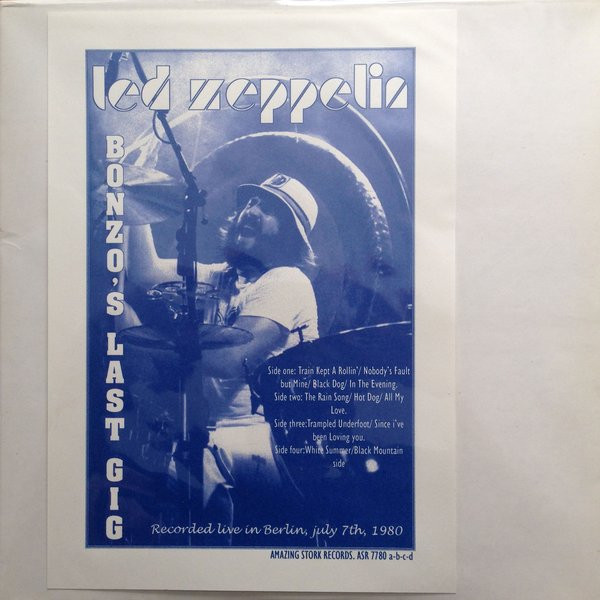 led zeppelin
BONZO'S LAST GIG
Side one: Train Kept A Rollin'/ Nobody's Fault
but Mine/ Black Dog/ In The Evening.
Side two: The Rain Song/ Hot Dog/ All My
Love.
Side three:Trampled Underfoot/ Since i've
been Loving you.
Side four:White Summer/Black Mountain
side
Recorded live in Berlin, july 7th, 1980
AMAZING STORK RECORDS. ASR 7780 a-b-c-d